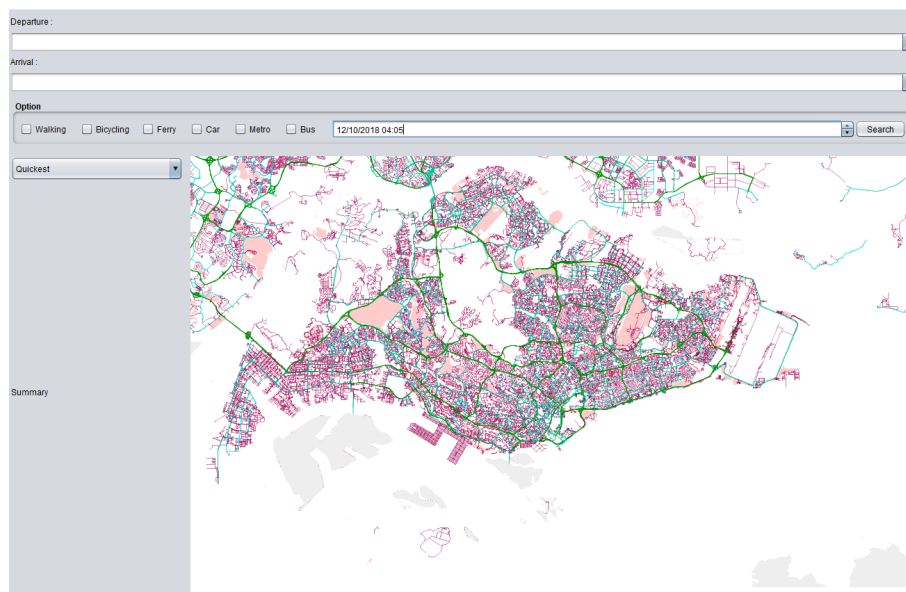 Departure :
Arrival :
Option
Walking Bicycling Ferry Car Metro Bus 12/10/2018 04:05 Search
Quickest
Summary